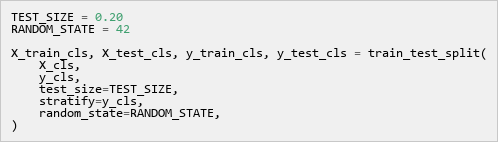 TEST_SIZE = 0.20
RANDOM_STATE = 42

X_train_cls, X_test_cls, y_train_cls, y_test_cls = train_test_split(
    X_cls,
    y_cls,
    test_size=TEST_SIZE,
    stratify=y_cls,
    random_state=RANDOM_STATE,
)